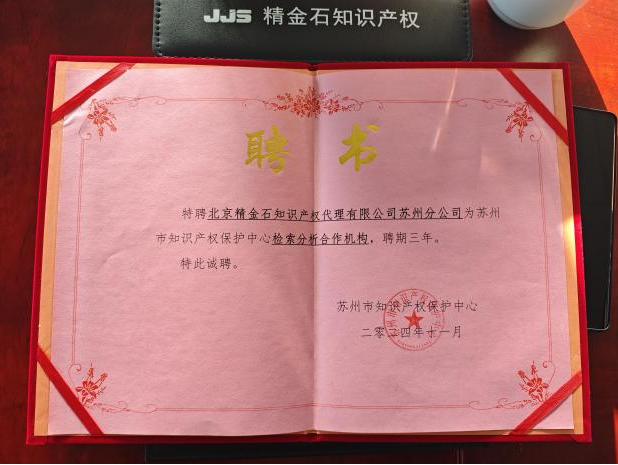 JJS 精金石知识产权
聘书
特聘北京精金石知识产权代理有限公司苏州分公司为苏州
市知识产权保护中心检索分析合作机构，聘期三年。
特此诚聘。
苏州市知识产权保护中心
二〇二四年十一月